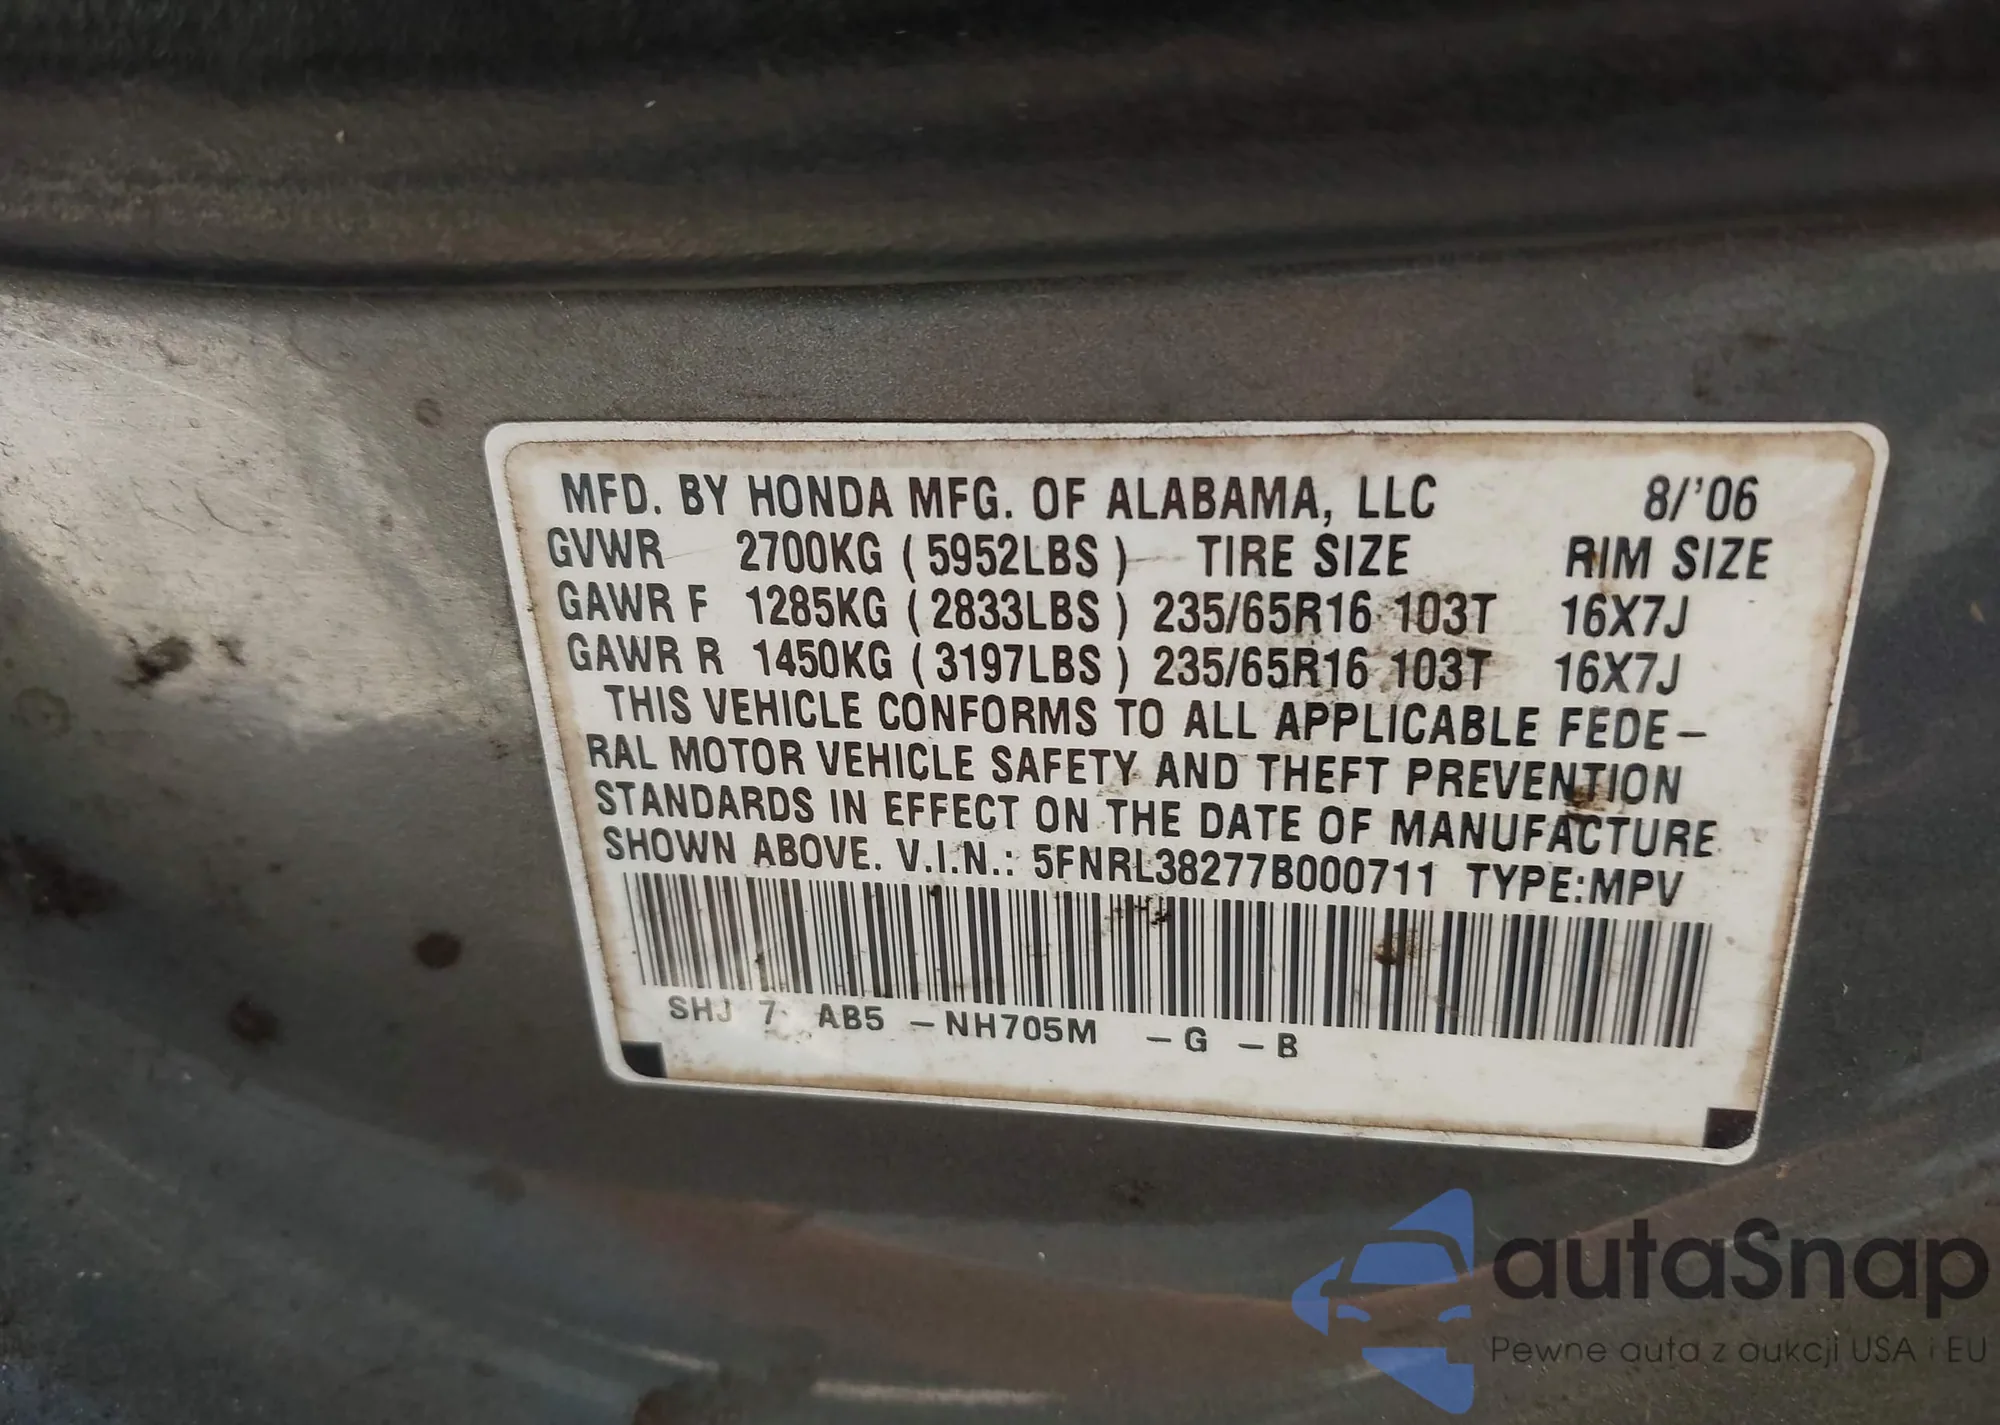 MFD. BY HONDA MFG. OF ALABAMA, LLC 8/'06
GVWR 2700KG ( 5952LBS ) TIRE SIZE RIM SIZE
GAWR F 1285KG ( 2833LBS ) 235/65R16 103T 16X7J
GAWR R 1450KG ( 3197LBS ) 235/65R16 103T 16X7J
THIS VEHICLE CONFORMS TO ALL APPLICABLE FEDE-
RAL MOTOR VEHICLE SAFETY AND THEFT PREVENTION
STANDARDS IN EFFECT ON THE DATE OF MANUFACTURE
SHOWN ABOVE. V.I.N.: 5FNRL38277B000711 TYPE:MPV
SHJ 7 AB5 -NH705M -G -B
autaSnap
Pewne auta z aukcji USA i EU